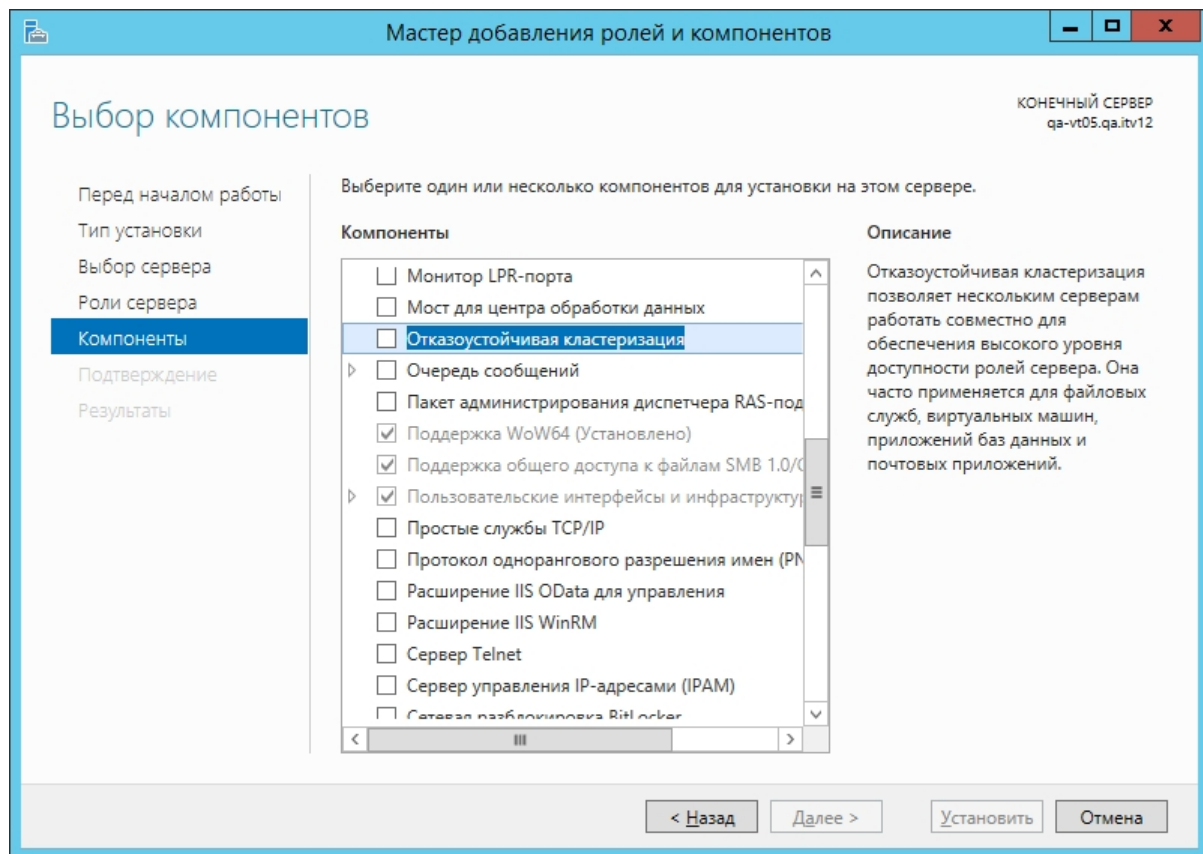 Мастер добавления ролей и компонентов
Выбор компонентов
КОНЕЧНЫЙ СЕРВЕР
qa-vt05.qa.itv12
Перед началом работы
Тип установки
Выбор сервера
Роли сервера
Компоненты
Подтверждение
Результаты
Выберите один или несколько компонентов для установки на этом сервере.
Компоненты
Монитор LPR-порта
Мост для центра обработки данных
Отказоустойчивая кластеризация
Очередь сообщений
Пакет администрирования диспетчера RAS-под
Поддержка WoW64 (Установлено)
Поддержка общего доступа к файлам SMB 1.0/C
Пользовательские интерфейсы и инфраструктур
Простые службы TCP/IP
Протокол однорангового разрешения имен (PN
Расширение IIS OData для управления
Расширение IIS WinRM
Сервер Telnet
Сервер управления IP-адресами (IPAM)
Сетевая разблокировка BitLocker
Описание
Отказоустойчивая кластеризация
позволяет нескольким серверам
работать совместно для
обеспечения высокого уровня
доступности ролей сервера. Она
часто применяется для файловых
служб, виртуальных машин,
приложений баз данных и
почтовых приложений.
< Назад
Далее >
Установить
Отмена